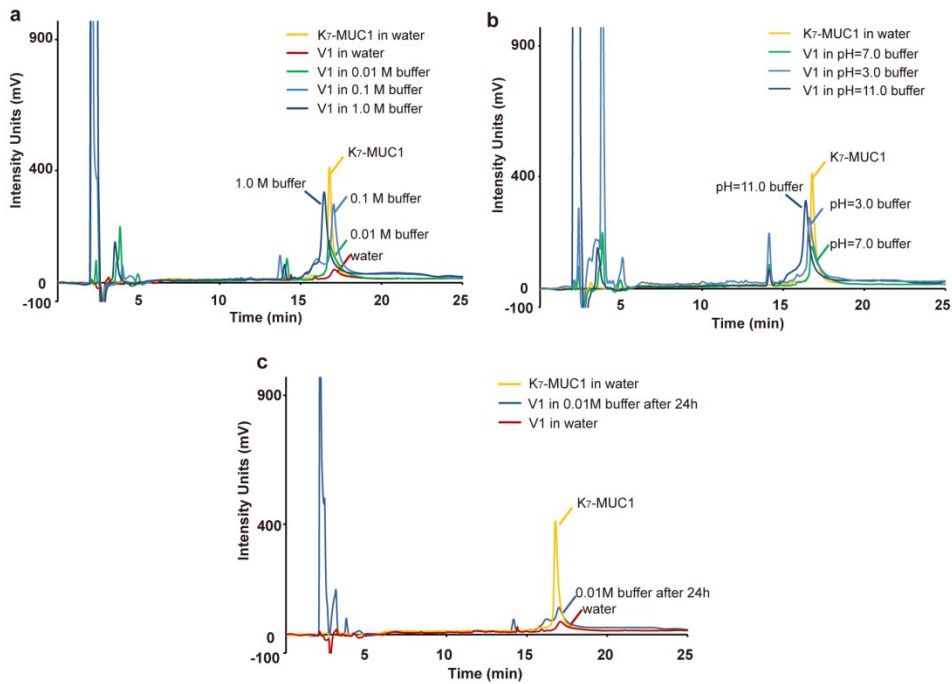 a
Intensity Units (mV)
900
400
0
-100
K7-MUC1 in water
V1 in water
V1 in 0.01 M buffer
V1 in 0.1 M buffer
V1 in 1.0 M buffer
K7-MUC1
1.0 M buffer
0.1 M buffer
0.01 M buffer
water
5 10 15 20 25
Time (min)
b
Intensity Units (mV)
900
400
0
-100
K7-MUC1 in water
V1 in pH=7.0 buffer
V1 in pH=3.0 buffer
V1 in pH=11.0 buffer
K7-MUC1
pH=11.0 buffer
pH=3.0 buffer
pH=7.0 buffer
5 10 15 20 25
Time (min)
c
Intensity Units (mV)
900
400
0
-100
K7-MUC1 in water
V1 in 0.01M buffer after 24h
V1 in water
K7-MUC1
0.01M buffer after 24h
water
5 10 15 20 25
Time (min)